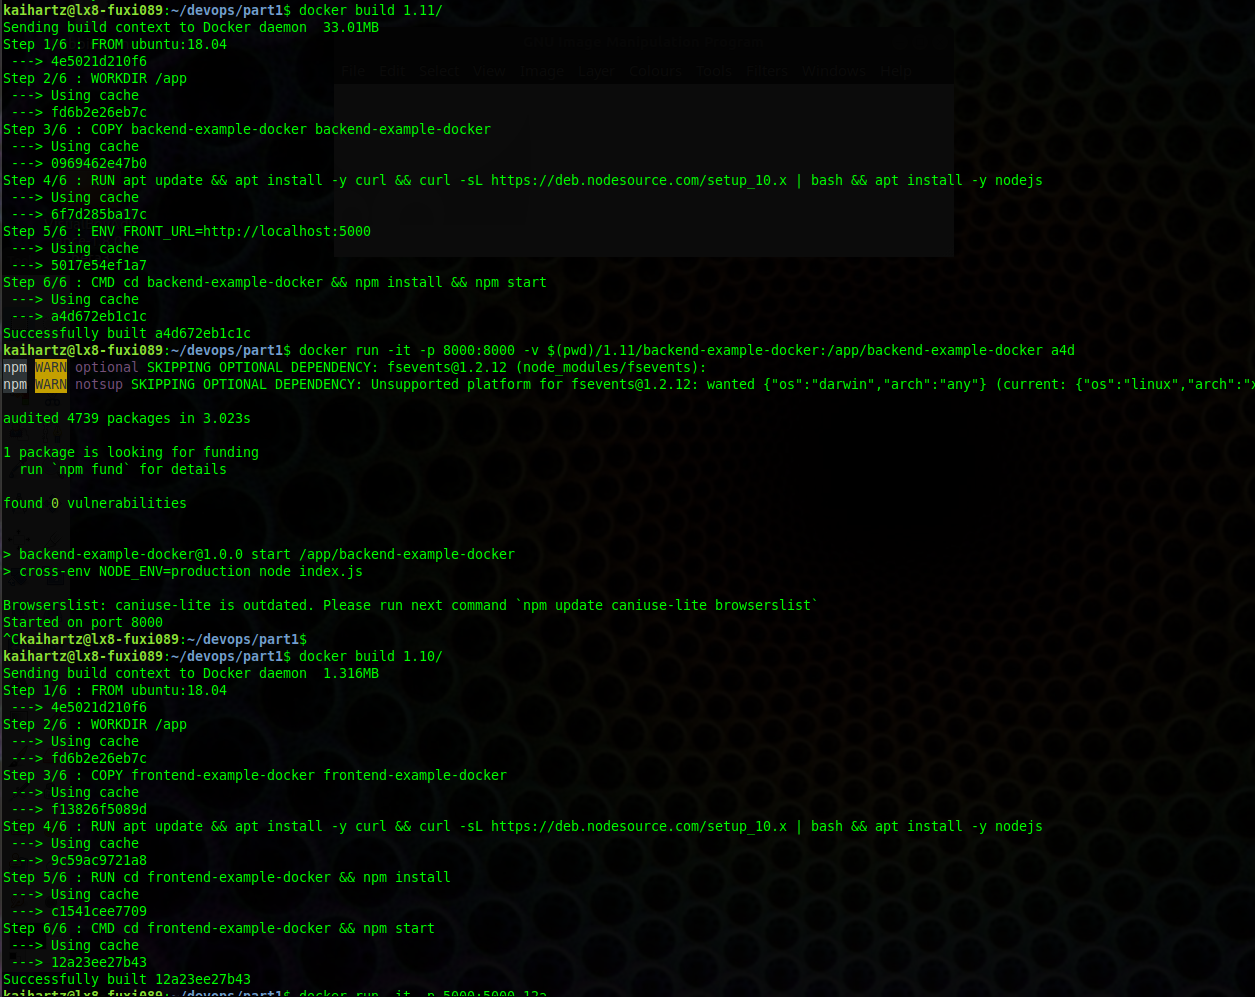 kaihartz@lx8-fuxi089:~/devops/part1$ docker build 1.11/
Sending build context to Docker daemon  33.01MB
Step 1/6 : FROM ubuntu:18.04
 ---> 4e5021d210f6
Step 2/6 : WORKDIR /app
 ---> Using cache
 ---> fd6b2e26eb7c
Step 3/6 : COPY backend-example-docker backend-example-docker
 ---> Using cache
 ---> 0969462e47b0
Step 4/6 : RUN apt update && apt install -y curl && curl -sL https://deb.nodesource.com/setup_10.x | bash && apt install -y nodejs
 ---> Using cache
 ---> 6f7d285ba17c
Step 5/6 : ENV FRONT_URL=http://localhost:5000
 ---> Using cache
 ---> 5017e54ef1a7
Step 6/6 : CMD cd backend-example-docker && npm install && npm start
 ---> Using cache
 ---> a4d672eb1c1c
Successfully built a4d672eb1c1c
kaihartz@lx8-fuxi089:~/devops/part1$ docker run -it -p 8000:8000 -v $(pwd)/1.11/backend-example-docker:/app/backend-example-docker a4d
npm WARN optional SKIPPING OPTIONAL DEPENDENCY: fsevents@1.2.12 (node_modules/fsevents):
npm WARN notsup SKIPPING OPTIONAL DEPENDENCY: Unsupported platform for fsevents@1.2.12: wanted {"os":"darwin","arch":"any"} (current: {"os":"linux","arch":"x
audited 4739 packages in 3.023s
1 package is looking for funding
  run `npm fund` for details
found 0 vulnerabilities
> backend-example-docker@1.0.0 start /app/backend-example-docker
> cross-env NODE_ENV=production node index.js
Browserslist: caniuse-lite is outdated. Please run next command `npm update caniuse-lite browserslist`
Started on port 8000
^Ckaihartz@lx8-fuxi089:~/devops/part1$
kaihartz@lx8-fuxi089:~/devops/part1$ docker build 1.10/
Sending build context to Docker daemon  1.316MB
Step 1/6 : FROM ubuntu:18.04
 ---> 4e5021d210f6
Step 2/6 : WORKDIR /app
 ---> Using cache
 ---> fd6b2e26eb7c
Step 3/6 : COPY frontend-example-docker frontend-example-docker
 ---> Using cache
 ---> f13826f5089d
Step 4/6 : RUN apt update && apt install -y curl && curl -sL https://deb.nodesource.com/setup_10.x | bash && apt install -y nodejs
 ---> Using cache
 ---> 9c59ac9721a8
Step 5/6 : RUN cd frontend-example-docker && npm install
 ---> Using cache
 ---> c1541cee7709
Step 6/6 : CMD cd frontend-example-docker && npm start
 ---> Using cache
 ---> 12a23ee27b43
Successfully built 12a23ee27b43
kaihartz@lx8-fuxi089:~/devops/part1$ docker run -it -p 5000:5000 12a